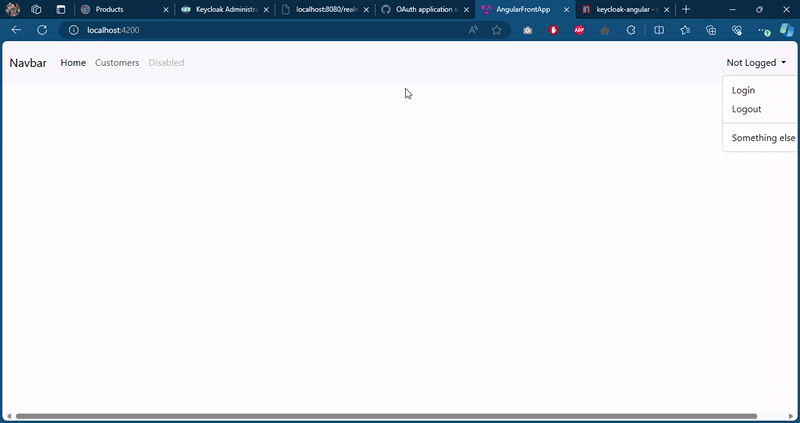 Products
Keycloak Administra
localhost:8080/realm
OAuth application s
AngularFrontApp
keycloak-angular - n
localhost:4200
Navbar Home Customers Disabled Not Logged
Login
Logout
Something else